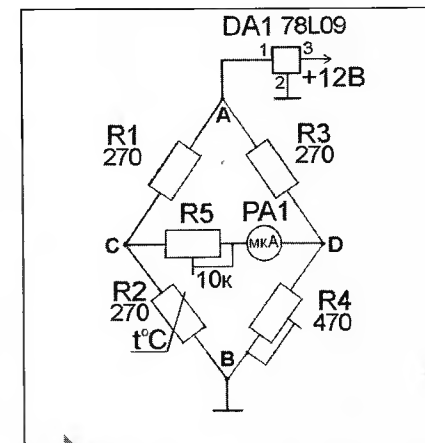 DA1 78L09
1 3
2 +12В
A
R1 R3
270 270
R5 PA1
C мкА D
10к
R2 R4
270 470
t°C
B